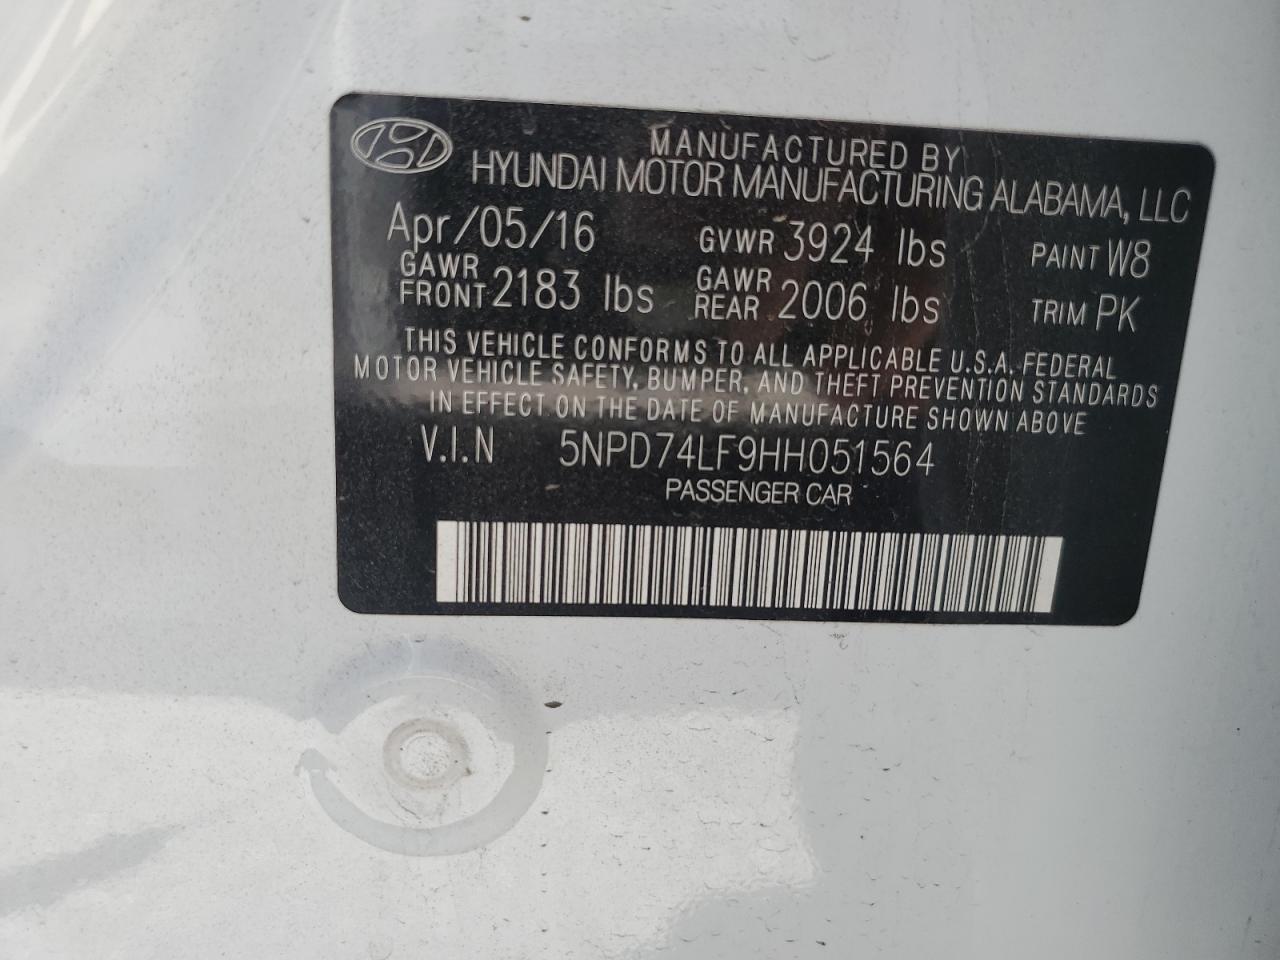 MANUFACTURED BY
HYUNDAI MOTOR MANUFACTURING ALABAMA, LLC
Apr/05/16 GVWR 3924 lbs PAINT W8
GAWR FRONT 2183 lbs GAWR REAR 2006 lbs TRIM PK
THIS VEHICLE CONFORMS TO ALL APPLICABLE U.S.A. FEDERAL
MOTOR VEHICLE SAFETY, BUMPER, AND THEFT PREVENTION STANDARDS
IN EFFECT ON THE DATE OF MANUFACTURE SHOWN ABOVE
V.I.N 5NPD74LF9HH051564
PASSENGER CAR